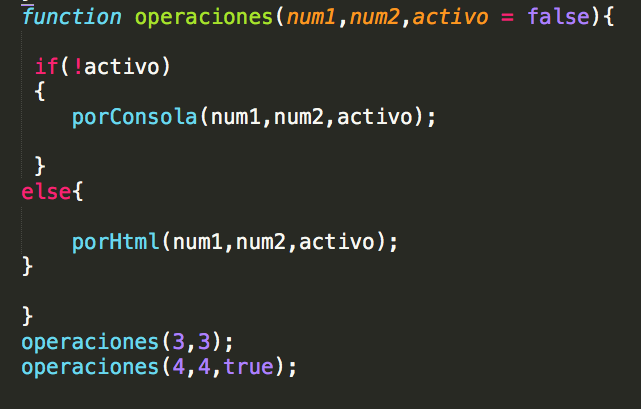 function operaciones(num1,num2,activo = false){
if(!activo)
{
porConsola(num1,num2,activo);
}
else{
porHtml(num1,num2,activo);
}
}
operaciones(3,3);
operaciones(4,4,true);